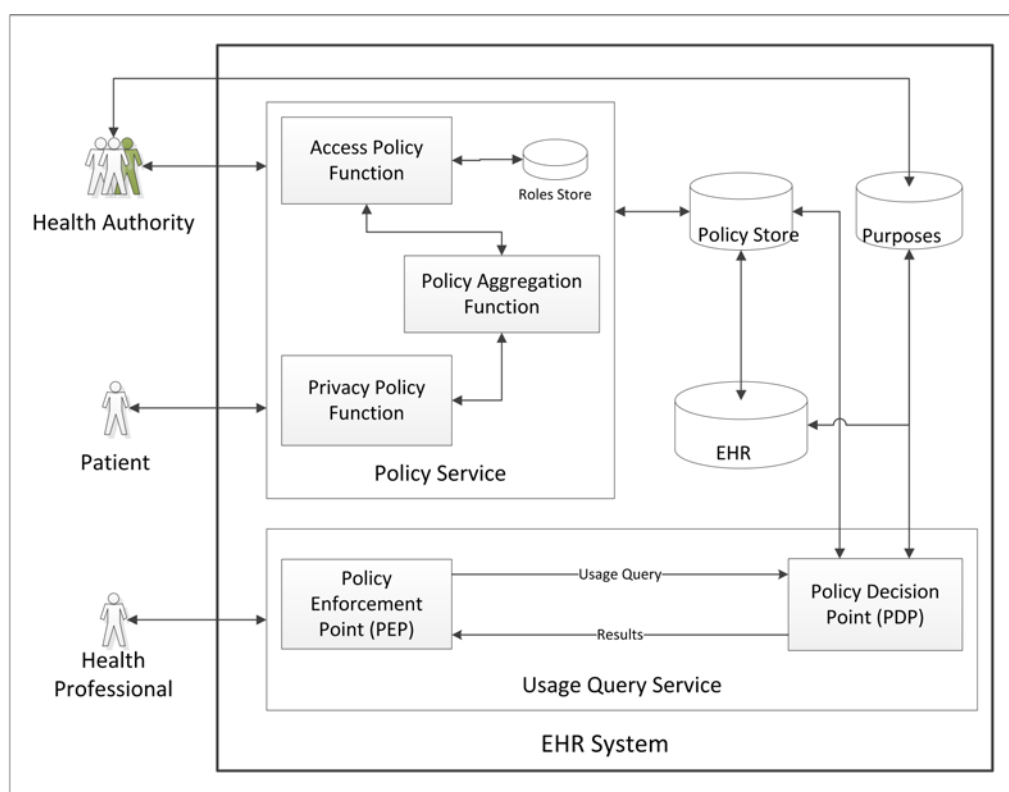 Access Policy
Function
Roles Store
Health Authority
Policy Store
Purposes
Policy Aggregation
Function
Privacy Policy
Function
Patient
EHR
Policy Service
Policy
Enforcement
Point (PEP)
Usage Query
Results
Policy Decision
Point (PDP)
Health
Professional
Usage Query Service
EHR System